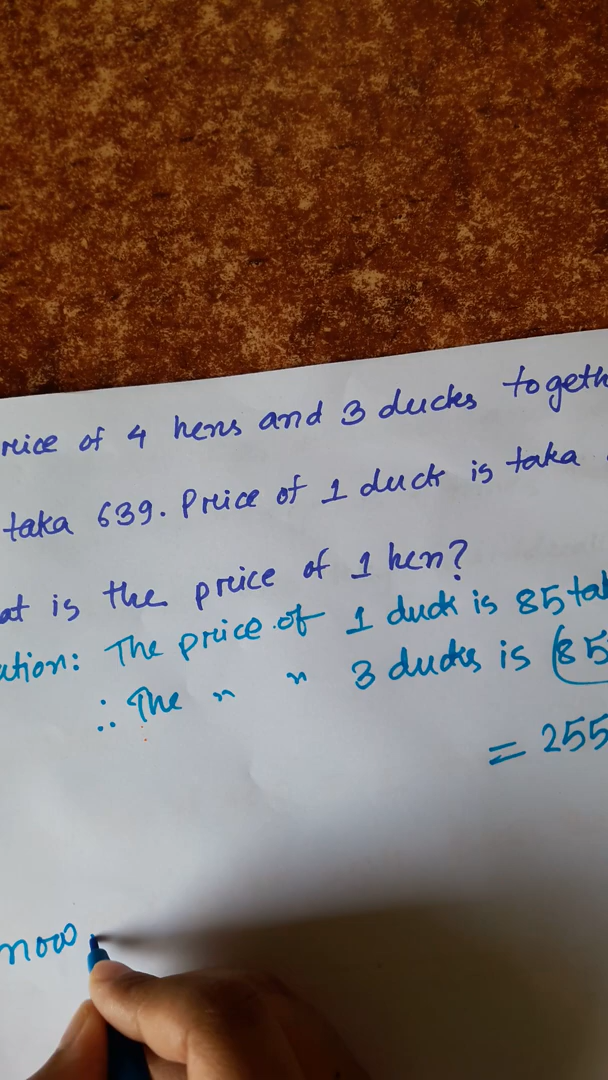 rice of 4 hens and 3 ducks togeth
taka 639. Price of 1 duck is taka
at is the price of 1 hen?
ution: The price of 1 duck is 85 tak
∴ The " " 3 ducks is (85
= 255
now